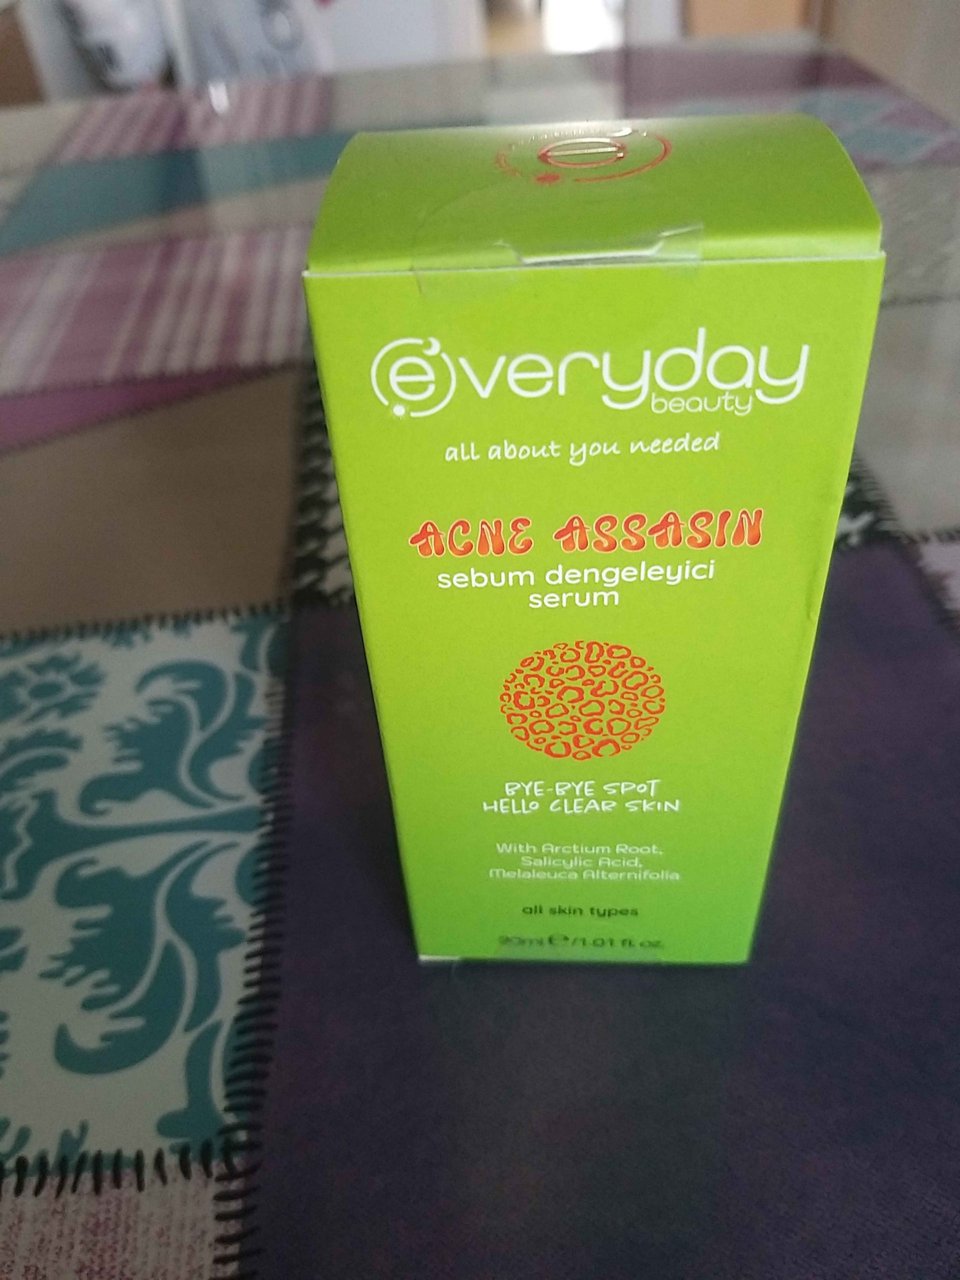 everyday
beauty
all about you needed
ACNE ASSASIN
sebum dengeleyici
serum
BYE-BYE SPOT
HELLO CLEAR SKIN
With Arctium Root,
Salicylic Acid,
Melaleuca Alternifolia
all skin types
30ml e/1.01 fl oz.